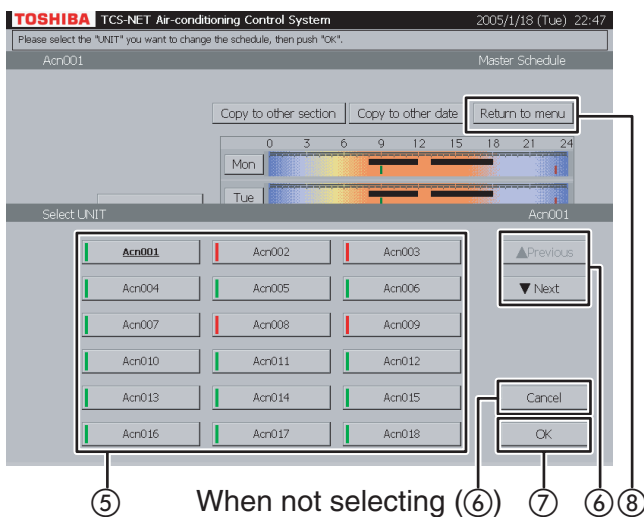 TOSHIBA TCS-NET Air-conditioning Control System 2005/1/18 (Tue) 22:47
Please select the "UNIT" you want to change the schedule, then push "OK".
Acn001 Master Schedule
Copy to other section Copy to other date Return to menu
0 3 6 9 12 15 18 21 24
Mon
Tue
Select UNIT Acn001
Acn001 Acn002 Acn003 ▲Previous
Acn004 Acn005 Acn006 ▼Next
Acn007 Acn008 Acn009
Acn010 Acn011 Acn012
Acn013 Acn014 Acn015 Cancel
Acn016 Acn017 Acn018 OK
⑤ When not selecting (⑥) ⑦ ⑥ ⑧